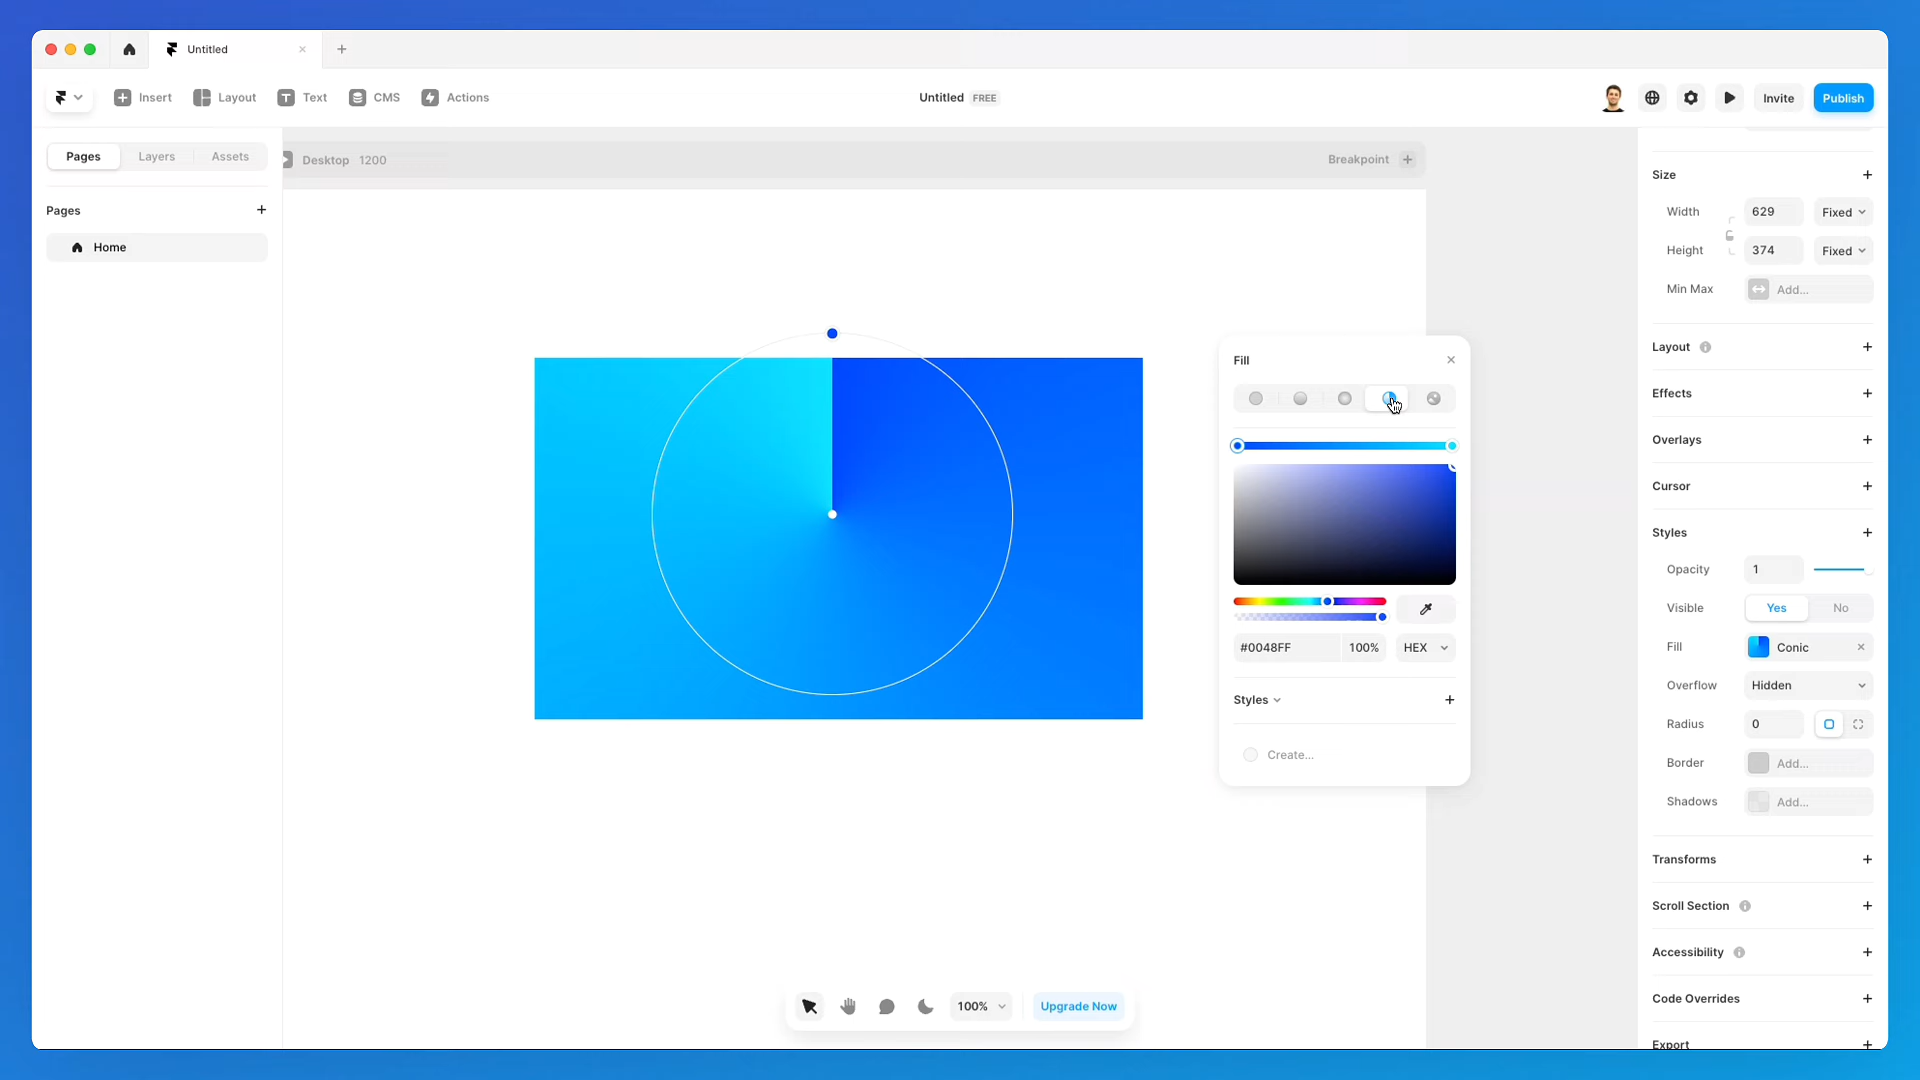 Untitled
Insert
Layout
Text
CMS
Actions
Untitled FREE
Invite
Publish
Pages
Layers
Assets
Pages
Home
Desktop 1200
Breakpoint
Fill
#0048FF 100% HEX
Styles
Create...
100%
Upgrade Now
Size
Width 629 Fixed
Height 374 Fixed
Min Max Add...
Layout
Effects
Overlays
Cursor
Styles
Opacity 1
Visible Yes No
Fill Conic
Overflow Hidden
Radius 0
Border Add...
Shadows Add...
Transforms
Scroll Section
Accessibility
Code Overrides
Export